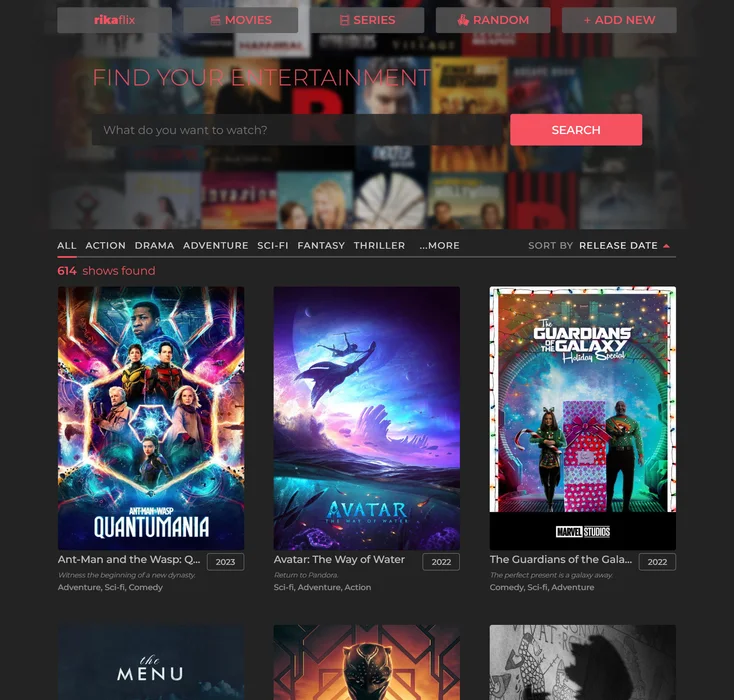 rikaflix
MOVIES
SERIES
RANDOM
+ ADD NEW
HANNIBAL
VILLAGE
FIND YOUR ENTERTAINMENT
What do you want to watch?
SEARCH
Invasion
ALL ACTION DRAMA ADVENTURE SCI-FI FANTASY THRILLER ...MORE
SORT BY RELEASE DATE
614 shows found
ANT-MAN AND THE WASP
QUANTUMANIA
AVATAR
THE WAY OF WATER
The
GUARDIANS
OF THE GALAXY
Holiday Special
MARVEL STUDIOS
Ant-Man and the Wasp: Q...
2023
Witness the beginning of a new dynasty.
Adventure, Sci-fi, Comedy
Avatar: The Way of Water
2022
Return to Pandora.
Sci-fi, Adventure, Action
The Guardians of the Gala...
2022
The perfect present is a galaxy away.
Comedy, Sci-fi, Adventure
the
MENU